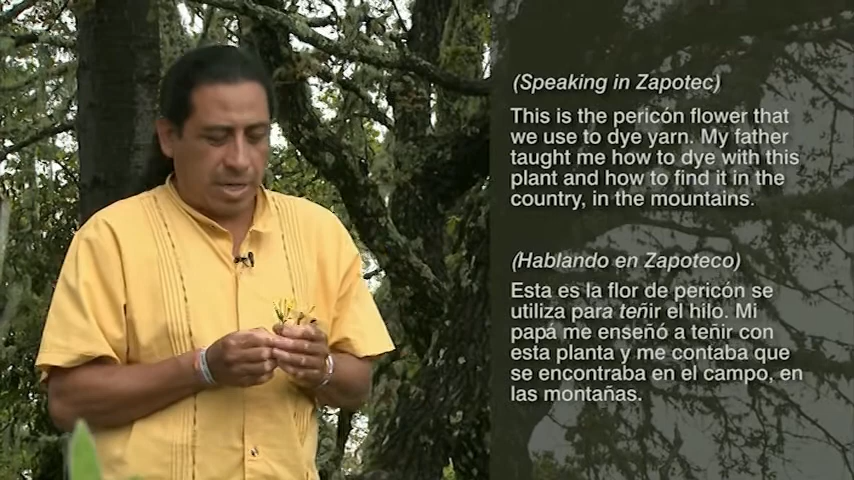 (Speaking in Zapotec)
This is the pericón flower that
we use to dye yarn. My father
taught me how to dye with this
plant and how to find it in the
country, in the mountains.
(Hablando en Zapoteco)
Esta es la flor de pericón se
utiliza para teñir el hilo. Mi
papá me enseñó a teñir con
esta planta y me contaba que
se encontraba en el campo, en
las montañas.